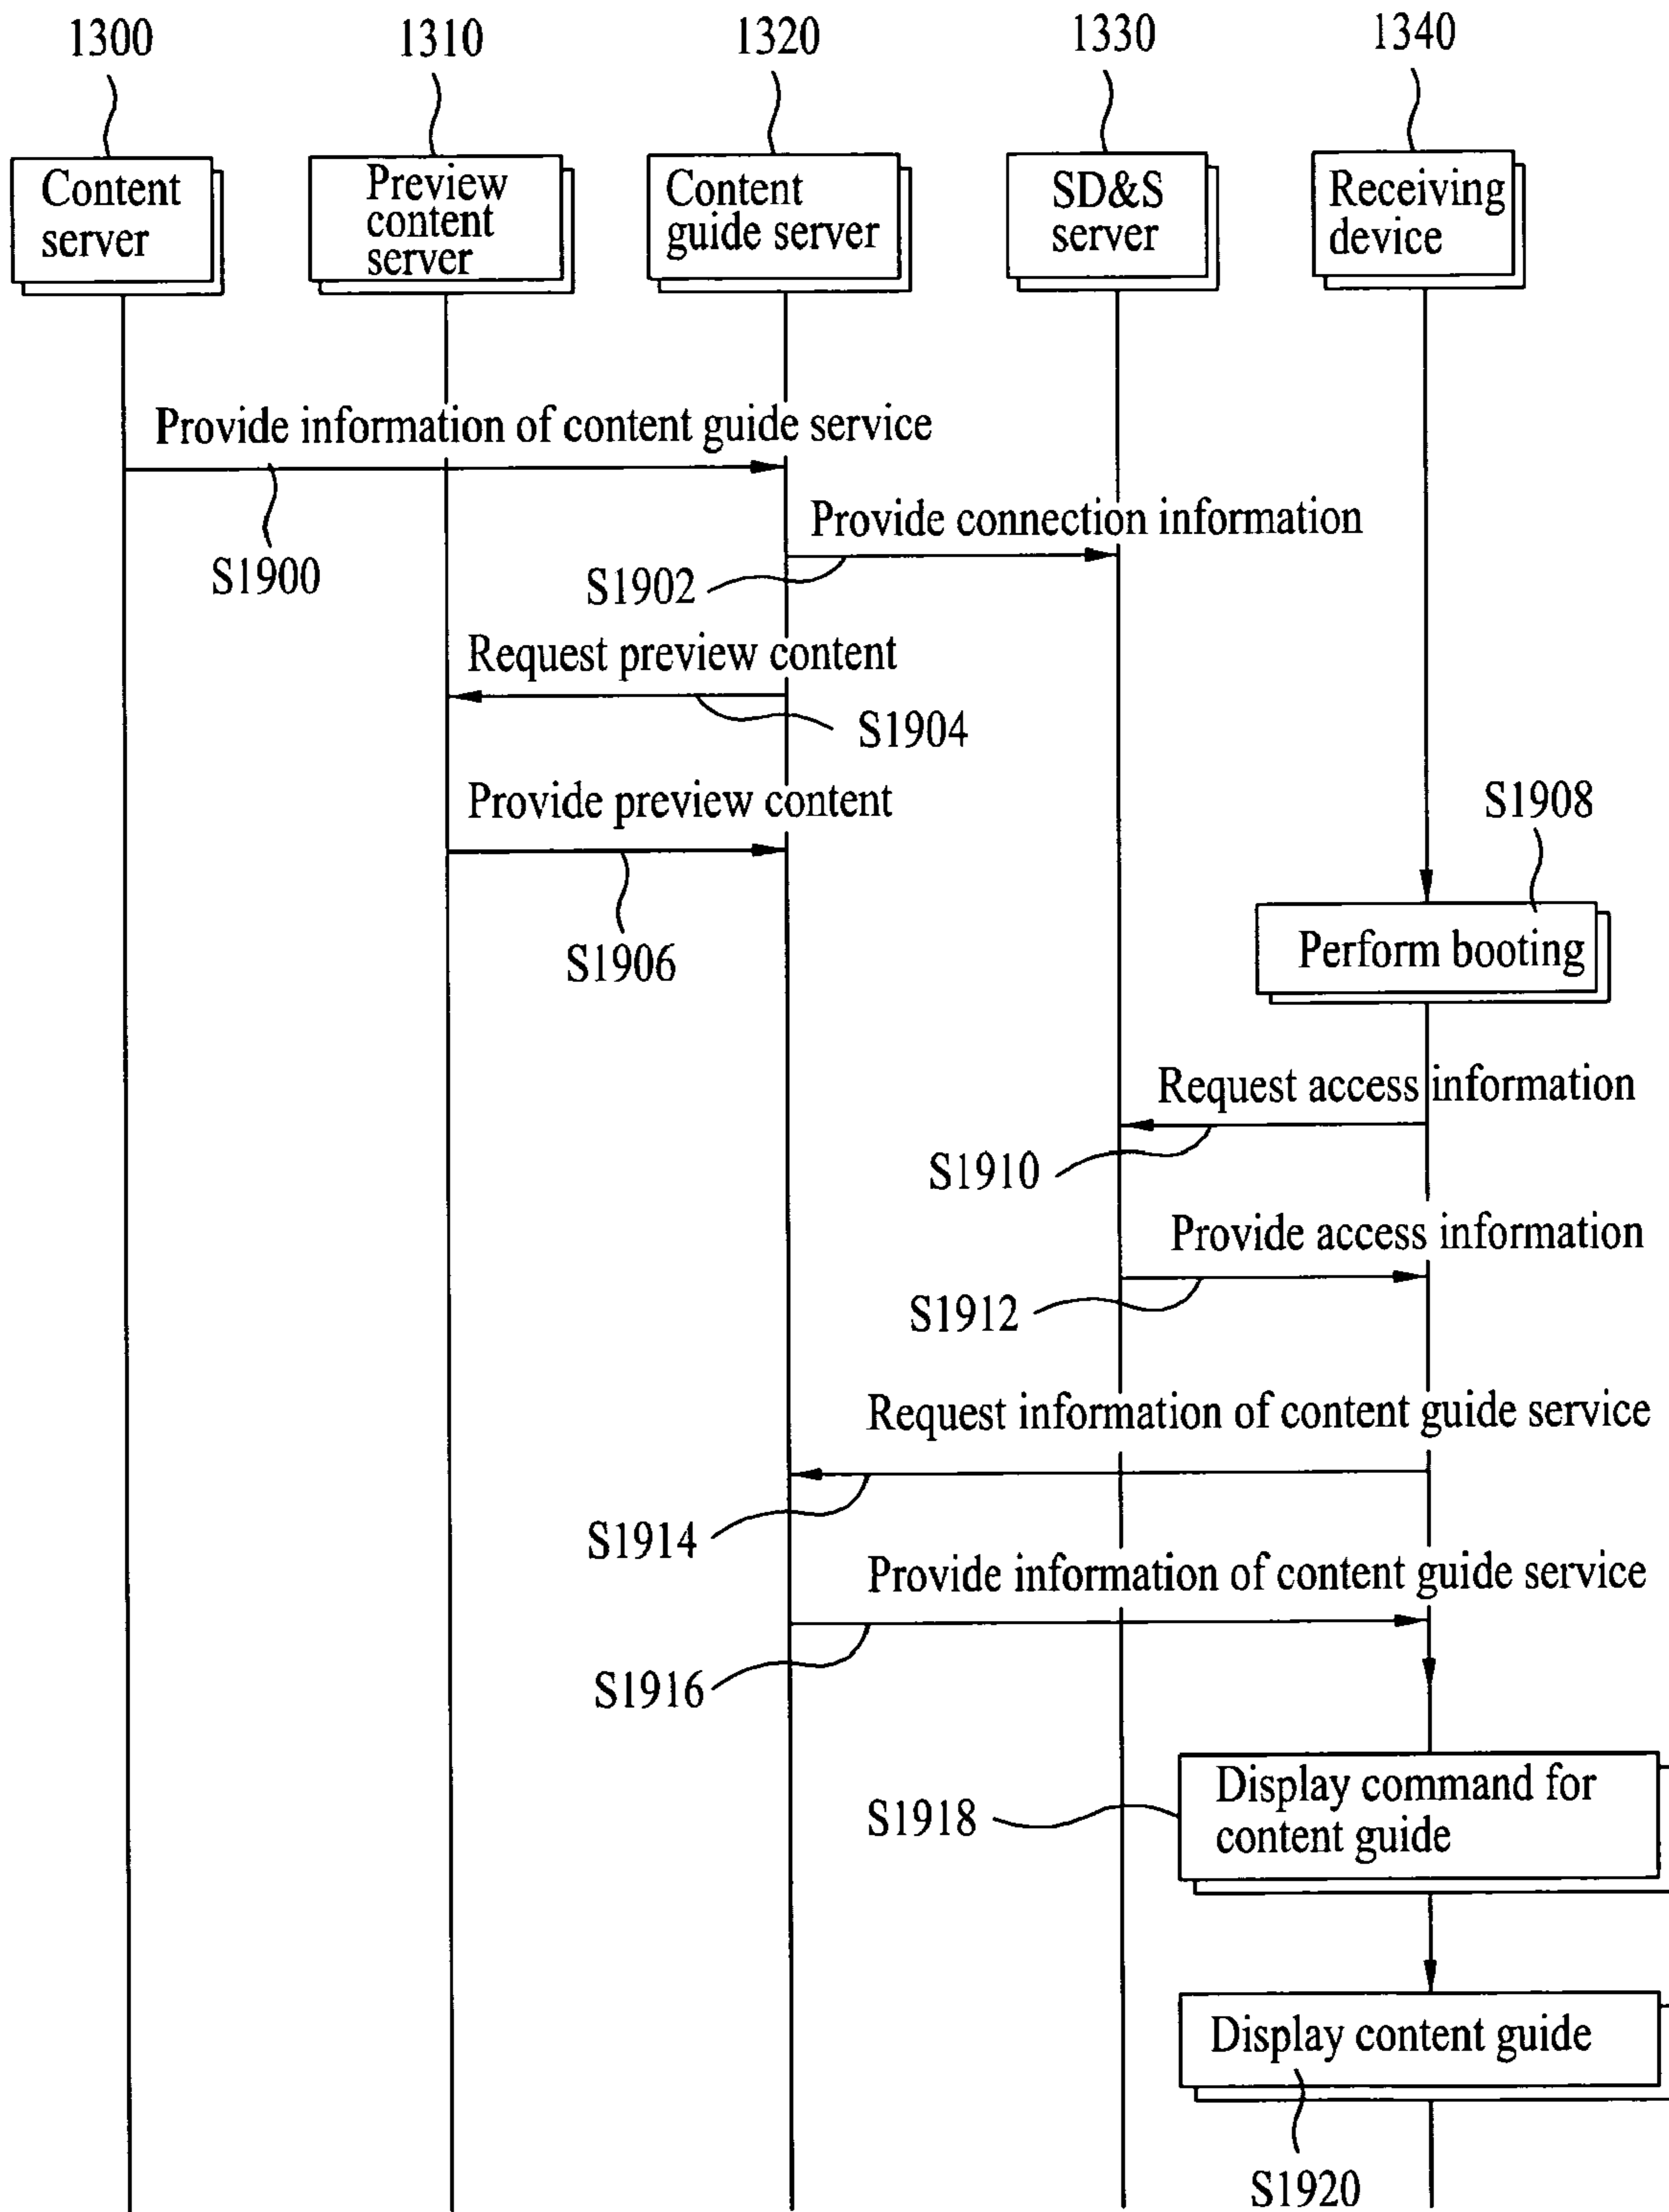 1300
1310
1320
1330
1340
Content
server
Preview
content
server
Content
guide server
SD&S
server
Receiving
device
Provide information of content guide service
S1900
Provide connection information
S1902
Request preview content
S1904
Provide preview content
S1906
S1908
Perform booting
Request access information
S1910
Provide access information
S1912
Request information of content guide service
S1914
Provide information of content guide service
S1916
Display command for
content guide
S1918
Display content guide
S1920